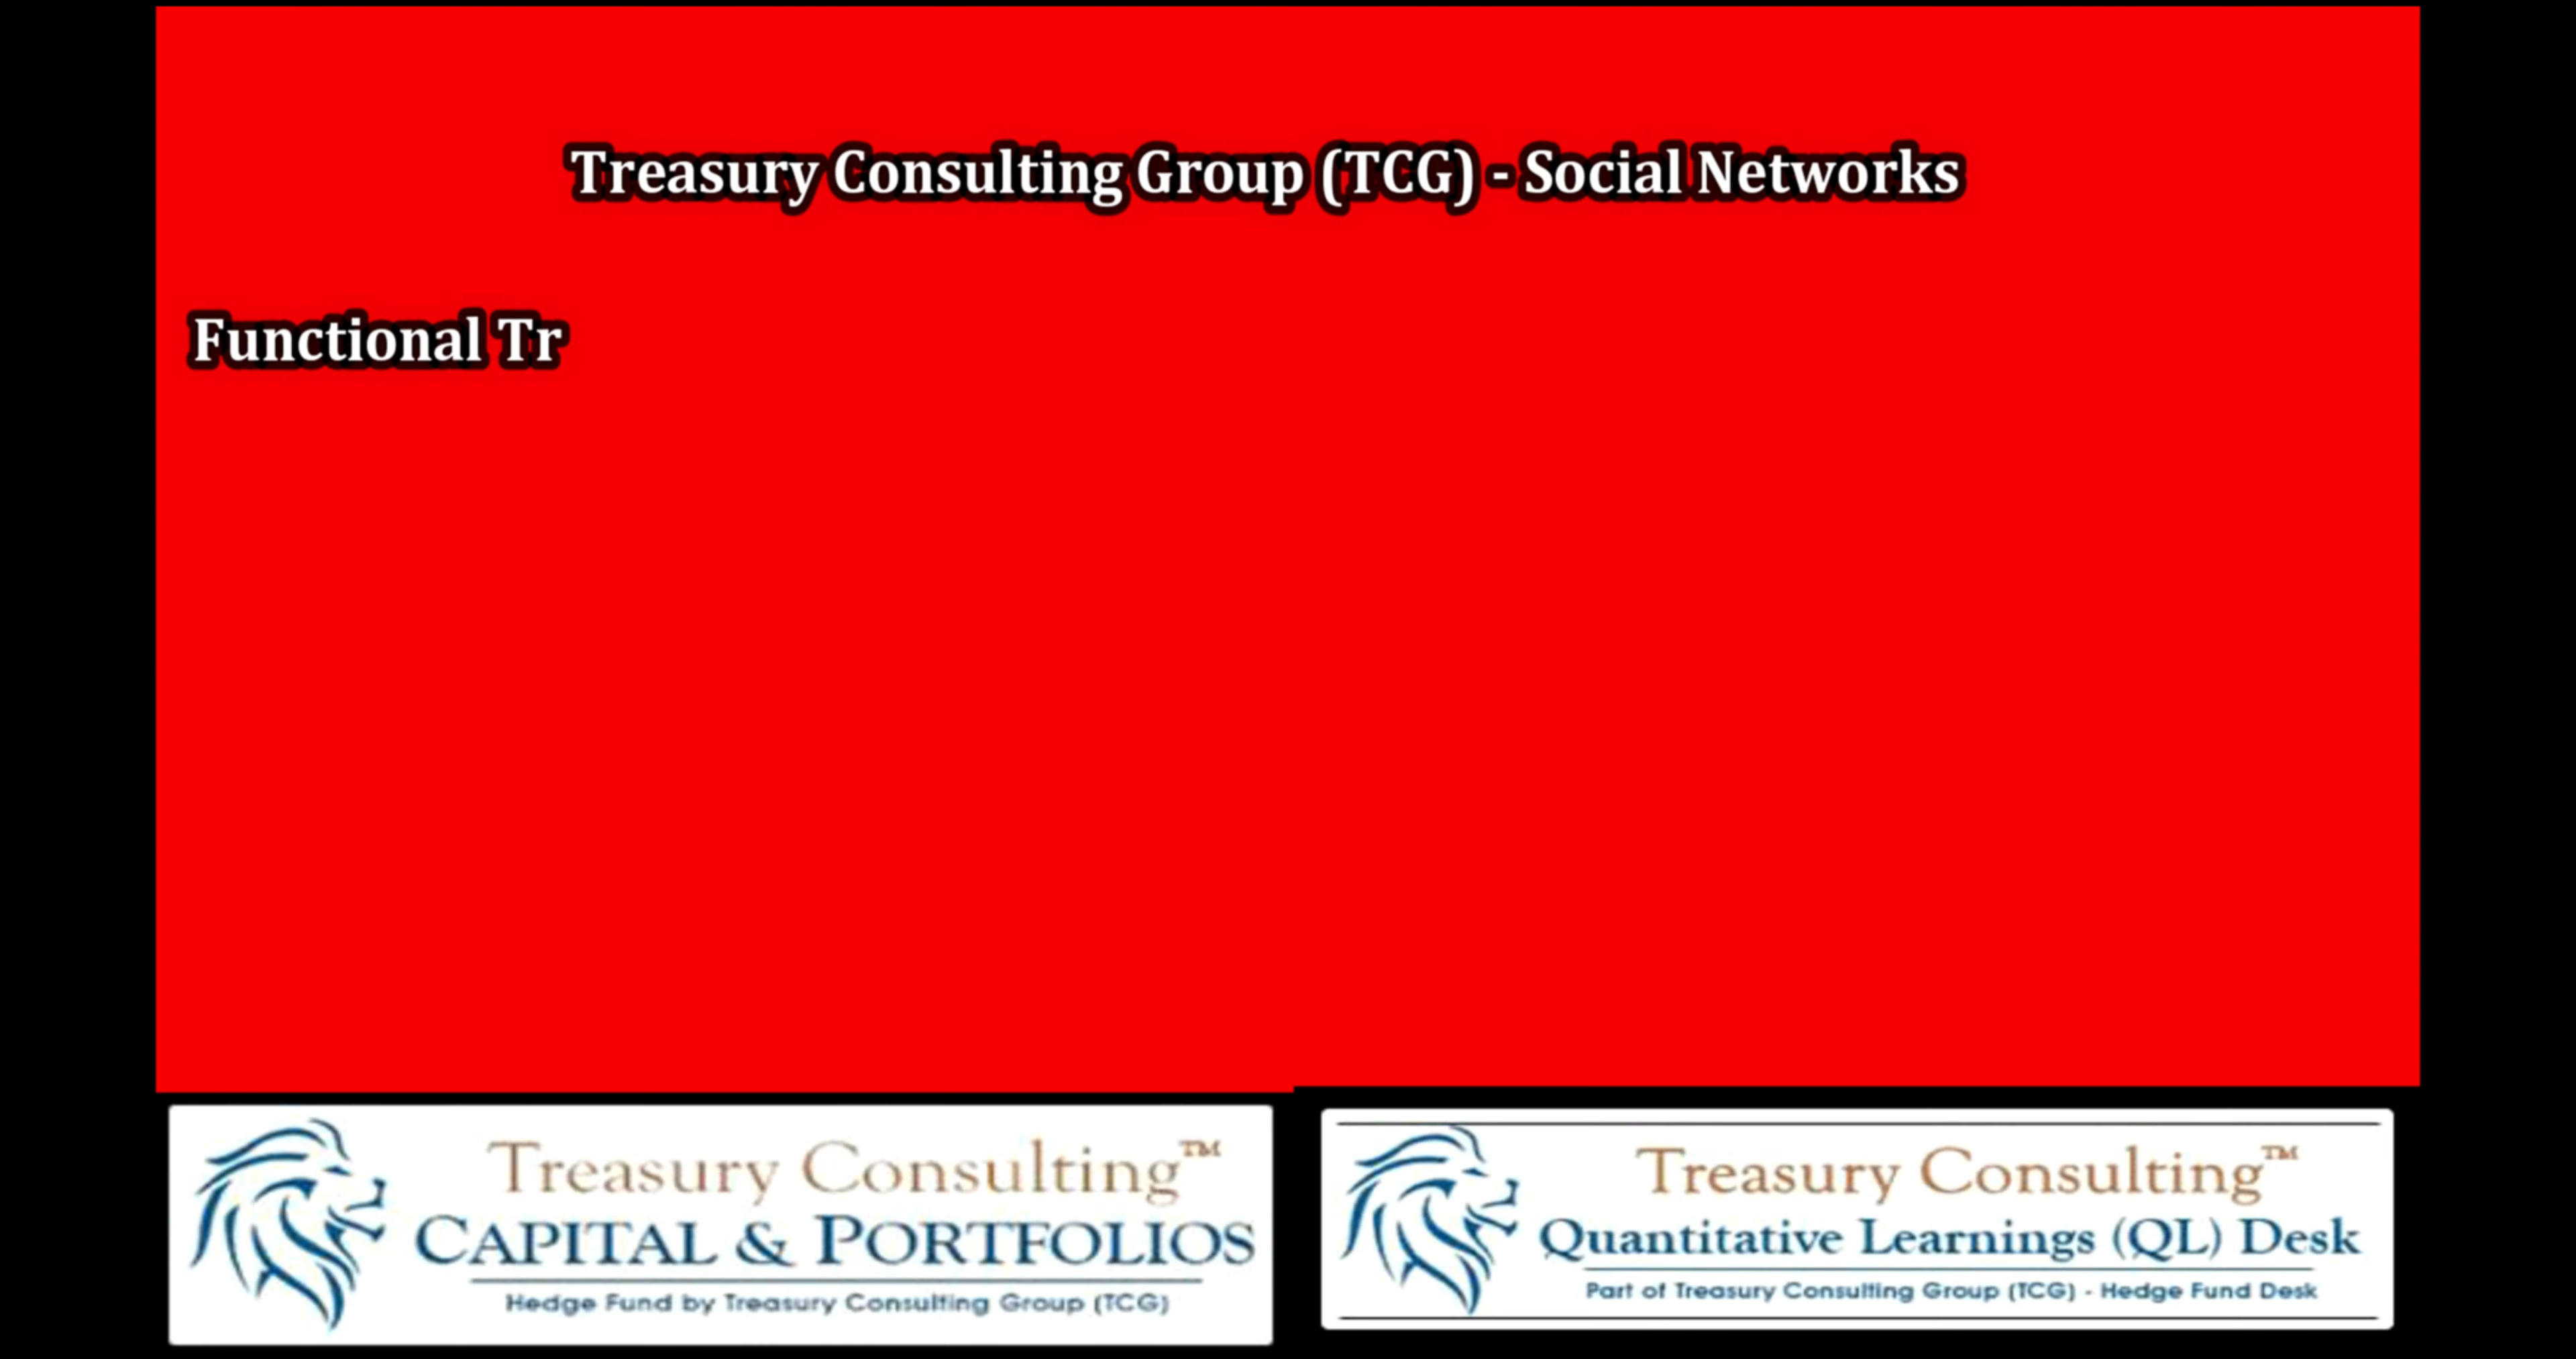 Treasury Consulting Group (TCG) - Social Networks
Functional Tr
Treasury Consulting™
CAPITAL & PORTFOLIOS
Hedge Fund by Treasury Consulting Group (TCG)
Treasury Consulting™
Quantitative Learnings (QL) Desk
Part of Treasury Consulting Group (TCG) - Hedge Fund Desk